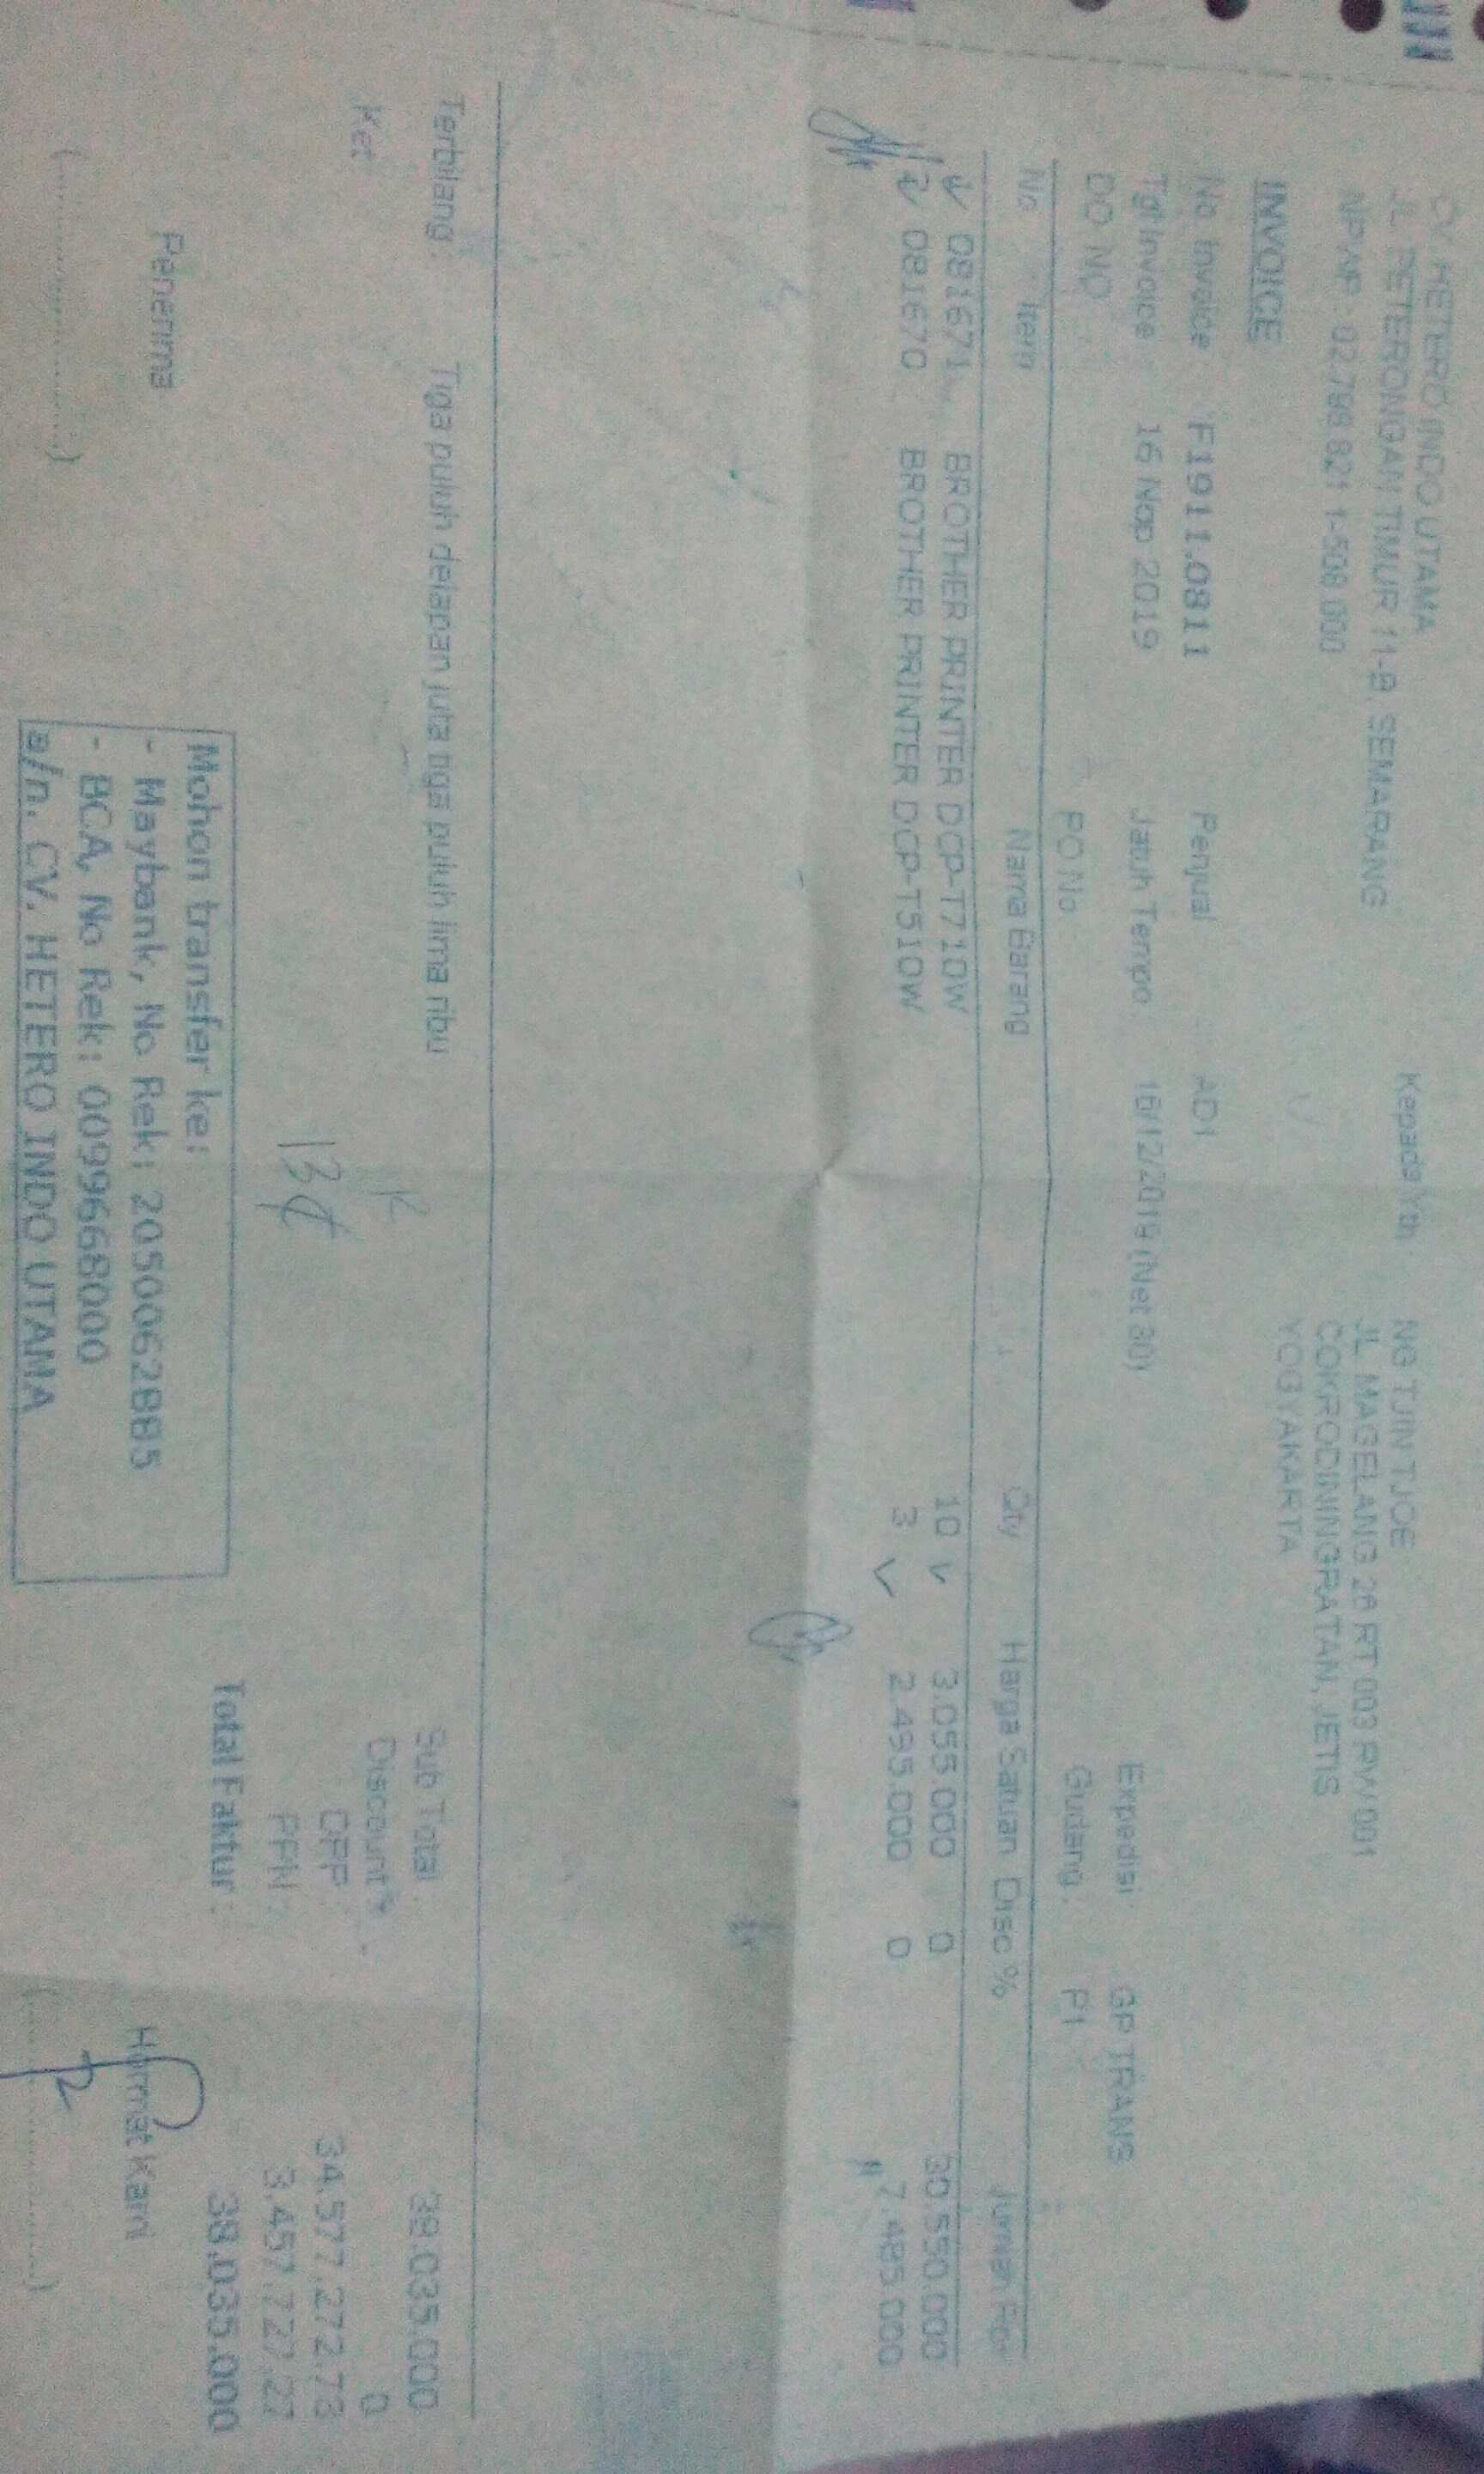 CV. HETERO INDO UTAMA
JL. PETERONGAN TIMUR 11-9, SEMARANG
NPWP : 02.798.821.1-508.000
Kepada Yth
NG TJIN TJOE
JL. MAGELANG 28 RT 003 RW 001
COKRODININGRATAN, JETIS
YOGYAKARTA
INVOICE
No Invoice : F1911.0811 Penjual : ADI
Tgl Invoice : 16 Nop 2019 Jatuh Tempo : 16/12/2019 (Net 30) Expedisi : GP TRANS
DO NO PO No Gudang : P1
No Item Nama Barang Qty Harga Satuan Disc % Jumlah Rp
1 081671 BROTHER PRINTER DCP-T710W 10 3.055.000 0 30.550.000
2 081670 BROTHER PRINTER DCP-T510W 3 2.495.000 0 7.485.000
Terbilang : Tiga puluh delapan juta tiga puluh lima ribu
Ket
Sub Total : 38.035.000
Discount 0
DPP 34.577.272,73
PPN 3.457.727,27
Total Faktur : 38.035.000
Penerima
Hormat Kami
(....................)
(....................)
Mohon transfer ke:
- Maybank, No Rek: 2050062885
- BCA, No Rek: 0099668000
a/n. CV. HETERO INDO UTAMA